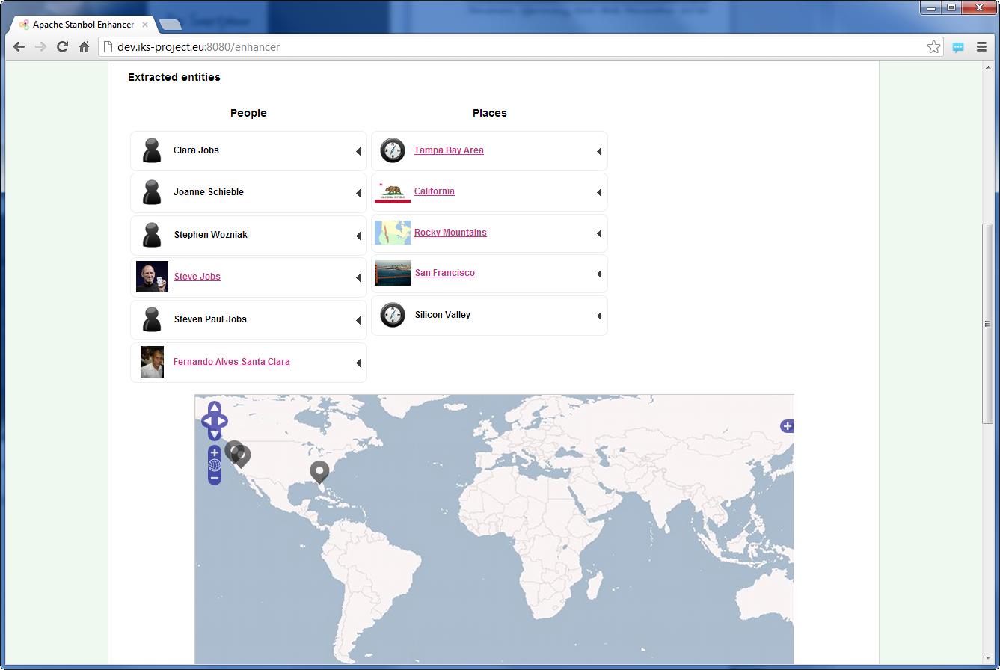 Apache Stanbol Enhancer -
dev.iks-project.eu:8080/enhancer
Extracted entities
People
Places
Clara Jobs
Tampa Bay Area
Joanne Schieble
California
Stephen Wozniak
Rocky Mountains
Steve Jobs
San Francisco
Steven Paul Jobs
Silicon Valley
Fernando Alves Santa Clara